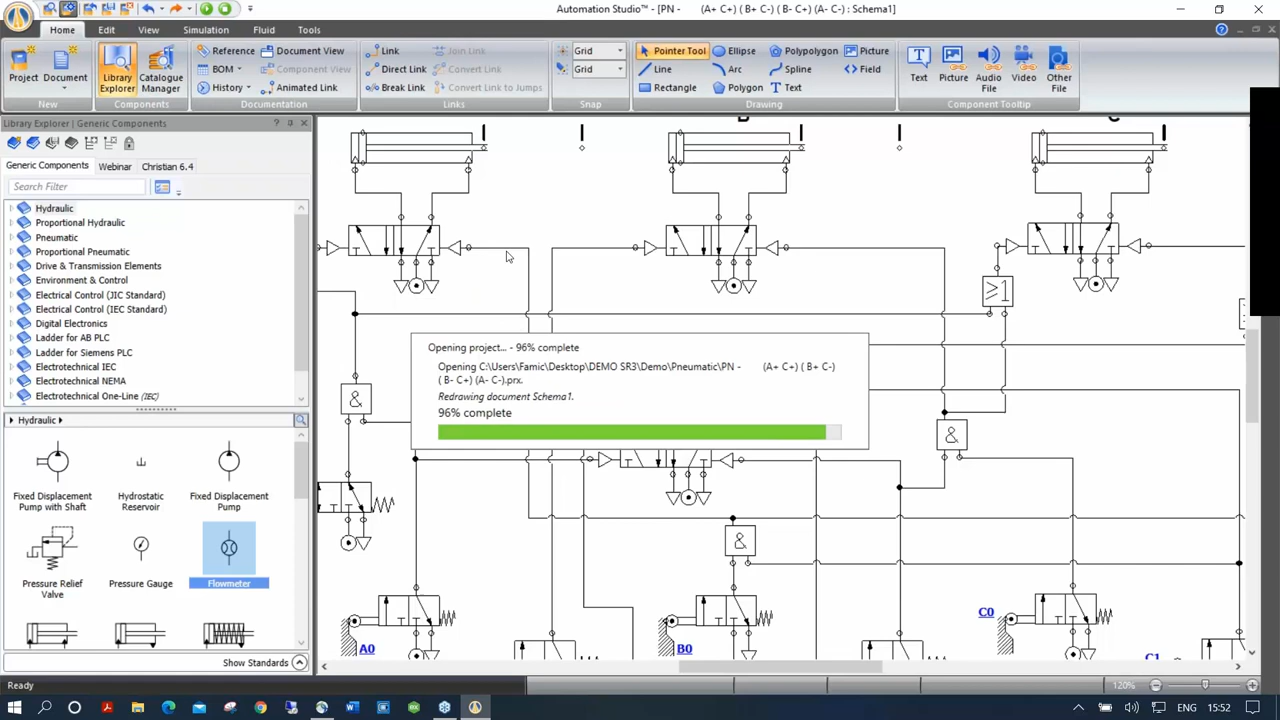 Automation Studio™ - [PN - (A+ C+) ( B+ C-) ( B- C+) (A- C-) : Schema1]
Home Edit View Simulation Fluid Tools
Project Document Library Explorer Catalogue Manager
Reference Document View
BOM Component View
History Animated Link
Link Join Link
Direct Link Convert Link
Break Link Convert Link to Jumps
Grid
Grid
Pointer Tool Ellipse Polypolygon Picture
Line Arc Spline Field
Rectangle Polygon Text
Text Picture Audio File Video Other File
New Components Documentation Links Snap Drawing Component Tooltip
Library Explorer | Generic Components
Generic Components Webinar Christian 6.4
Search Filter
Hydraulic
Proportional Hydraulic
Pneumatic
Proportional Pneumatic
Drive & Transmission Elements
Environment & Control
Electrical Control (JIC Standard)
Electrical Control (IEC Standard)
Digital Electronics
Ladder for AB PLC
Ladder for Siemens PLC
Electrotechnical IEC
Electrotechnical NEMA
Electrotechnical One-Line (IEC)
Hydraulic
Fixed Displacement Pump with Shaft
Hydrostatic Reservoir
Fixed Displacement Pump
Pressure Relief Valve
Pressure Gauge
Flowmeter
Show Standards
≥1
&
&
&
Opening project... - 96% complete
Opening C:\Users\Famic\Desktop\DEMO SR3\Demo\Pneumatic\PN - (A+ C+) ( B+ C-)
( B- C+) (A- C-).prx.
Redrawing document Schema1.
96% complete
A0
B0
C0
C1
Ready
120%
ENG 15:52